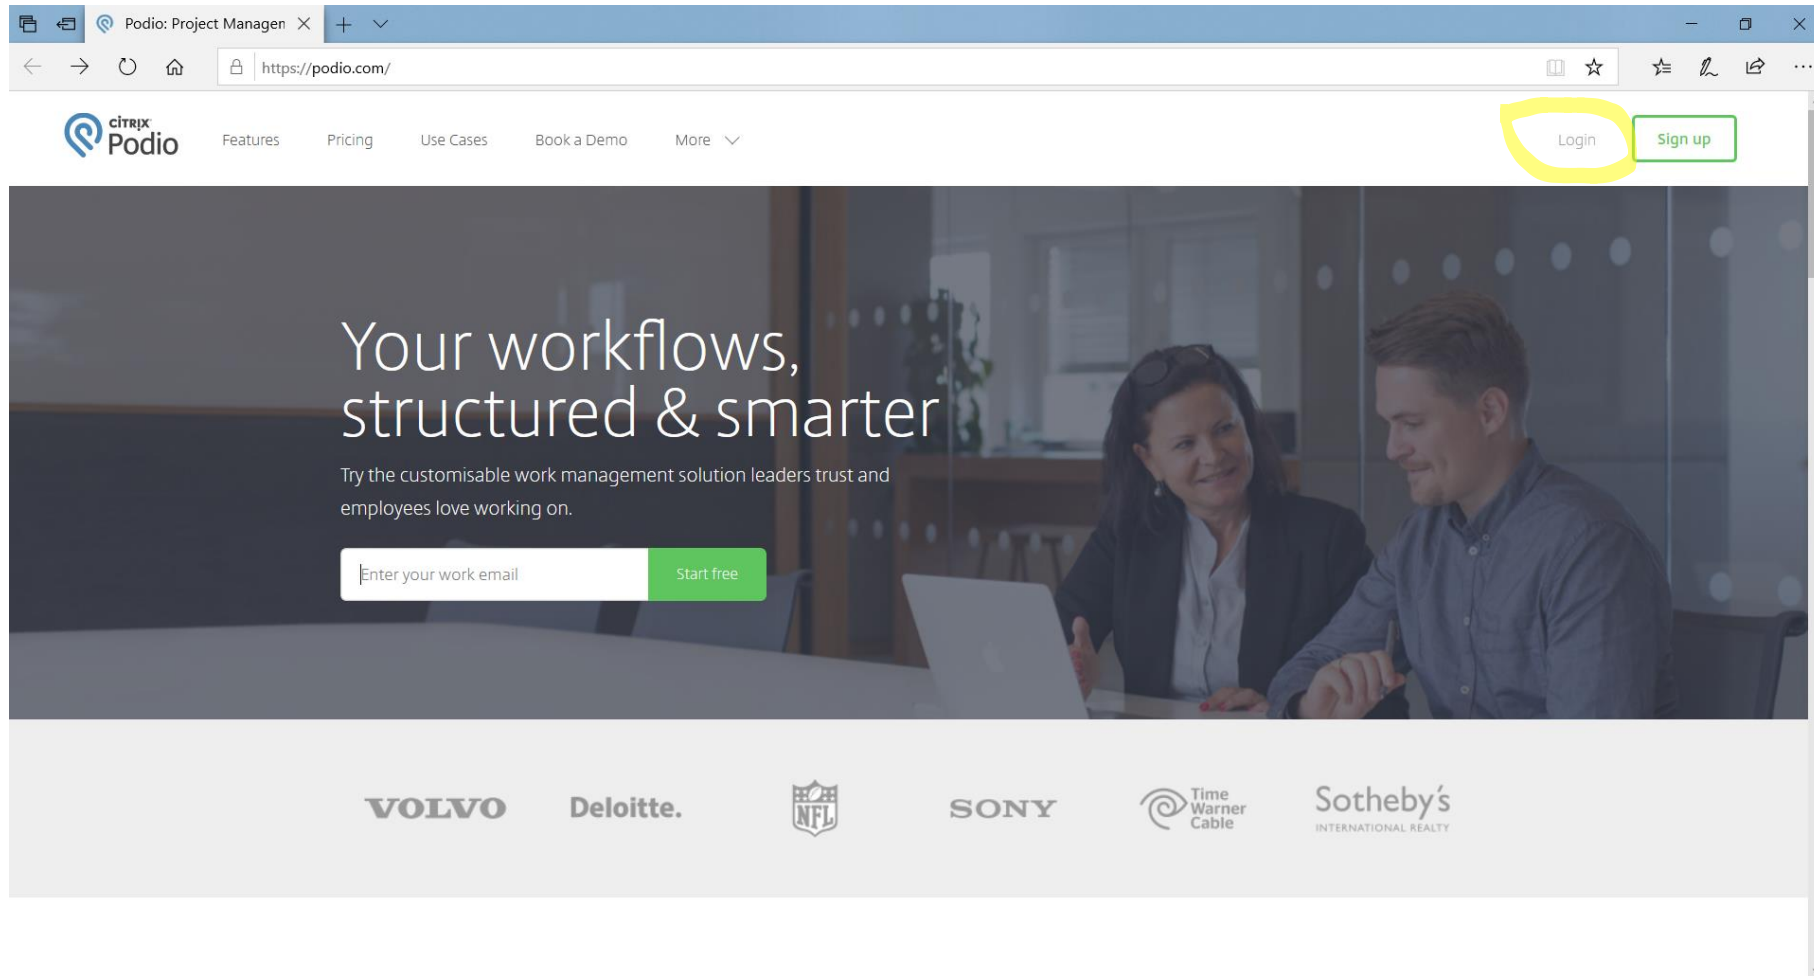 Podio: Project Managen
https://podio.com/
CITRIX
Podio
Features
Pricing
Use Cases
Book a Demo
More
Login
Sign up
Your workflows,
structured & smarter
Try the customisable work management solution leaders trust and
employees love working on.
Enter your work email
Start free
VOLVO
Deloitte.
NFL
SONY
Time
Warner
Cable
Sotheby's
INTERNATIONAL REALTY